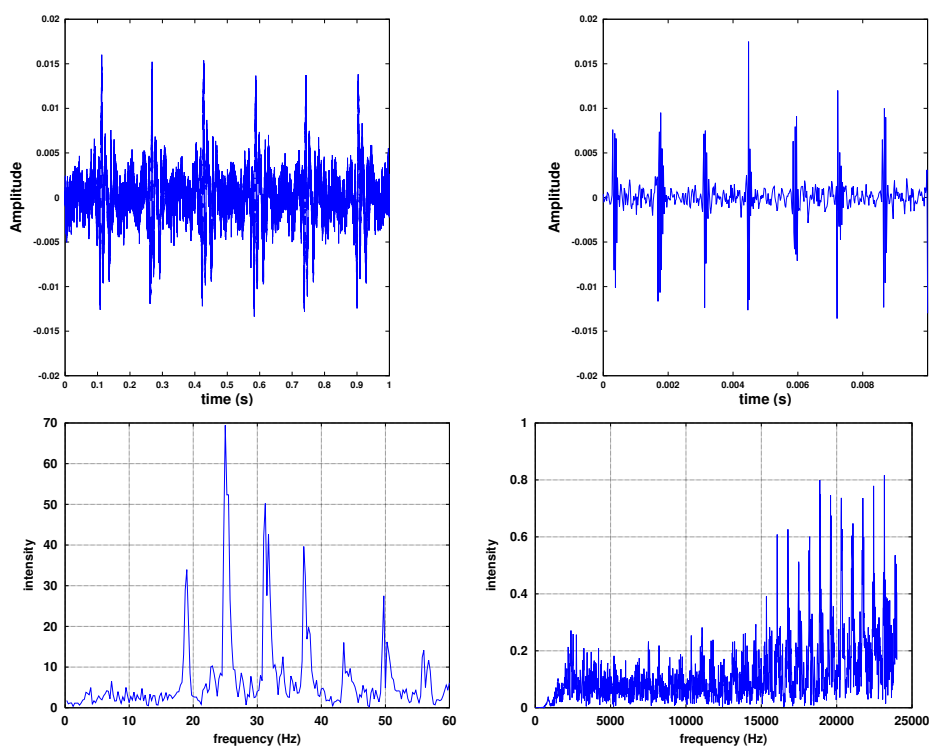 0.02
0.015
0.01
0.005
0
-0.005
-0.01
-0.015
-0.02
Amplitude
0 0.1 0.2 0.3 0.4 0.5 0.6 0.7 0.8 0.9 1
time (s)
0.02
0.015
0.01
0.005
0
-0.005
-0.01
-0.015
-0.02
Amplitude
0 0.002 0.004 0.006 0.008
time (s)
70
60
50
40
30
20
10
0
intensity
0 10 20 30 40 50 60
frequency (Hz)
1
0.8
0.6
0.4
0.2
0
intensity
0 5000 10000 15000 20000 25000
frequency (Hz)